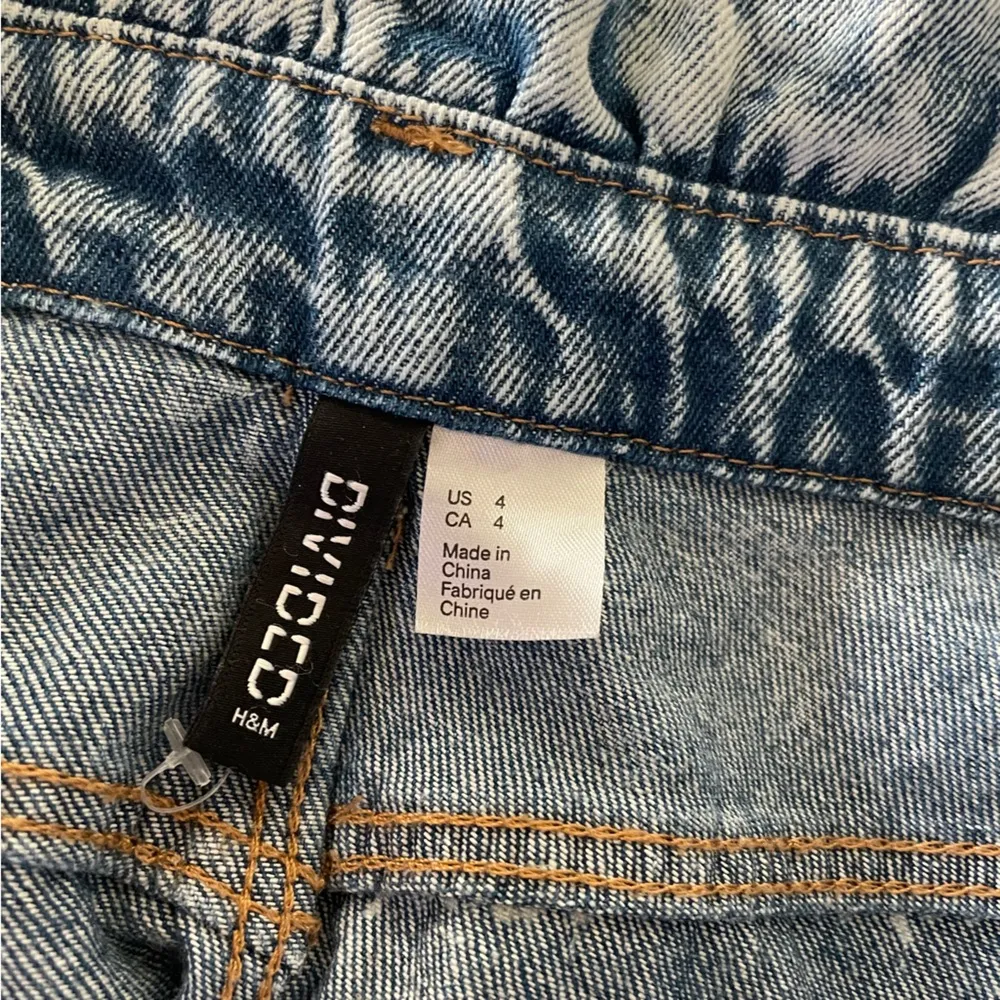 DIVIDED
H&M
US 4
CA 4
Made in
China
Fabriqué en
Chine